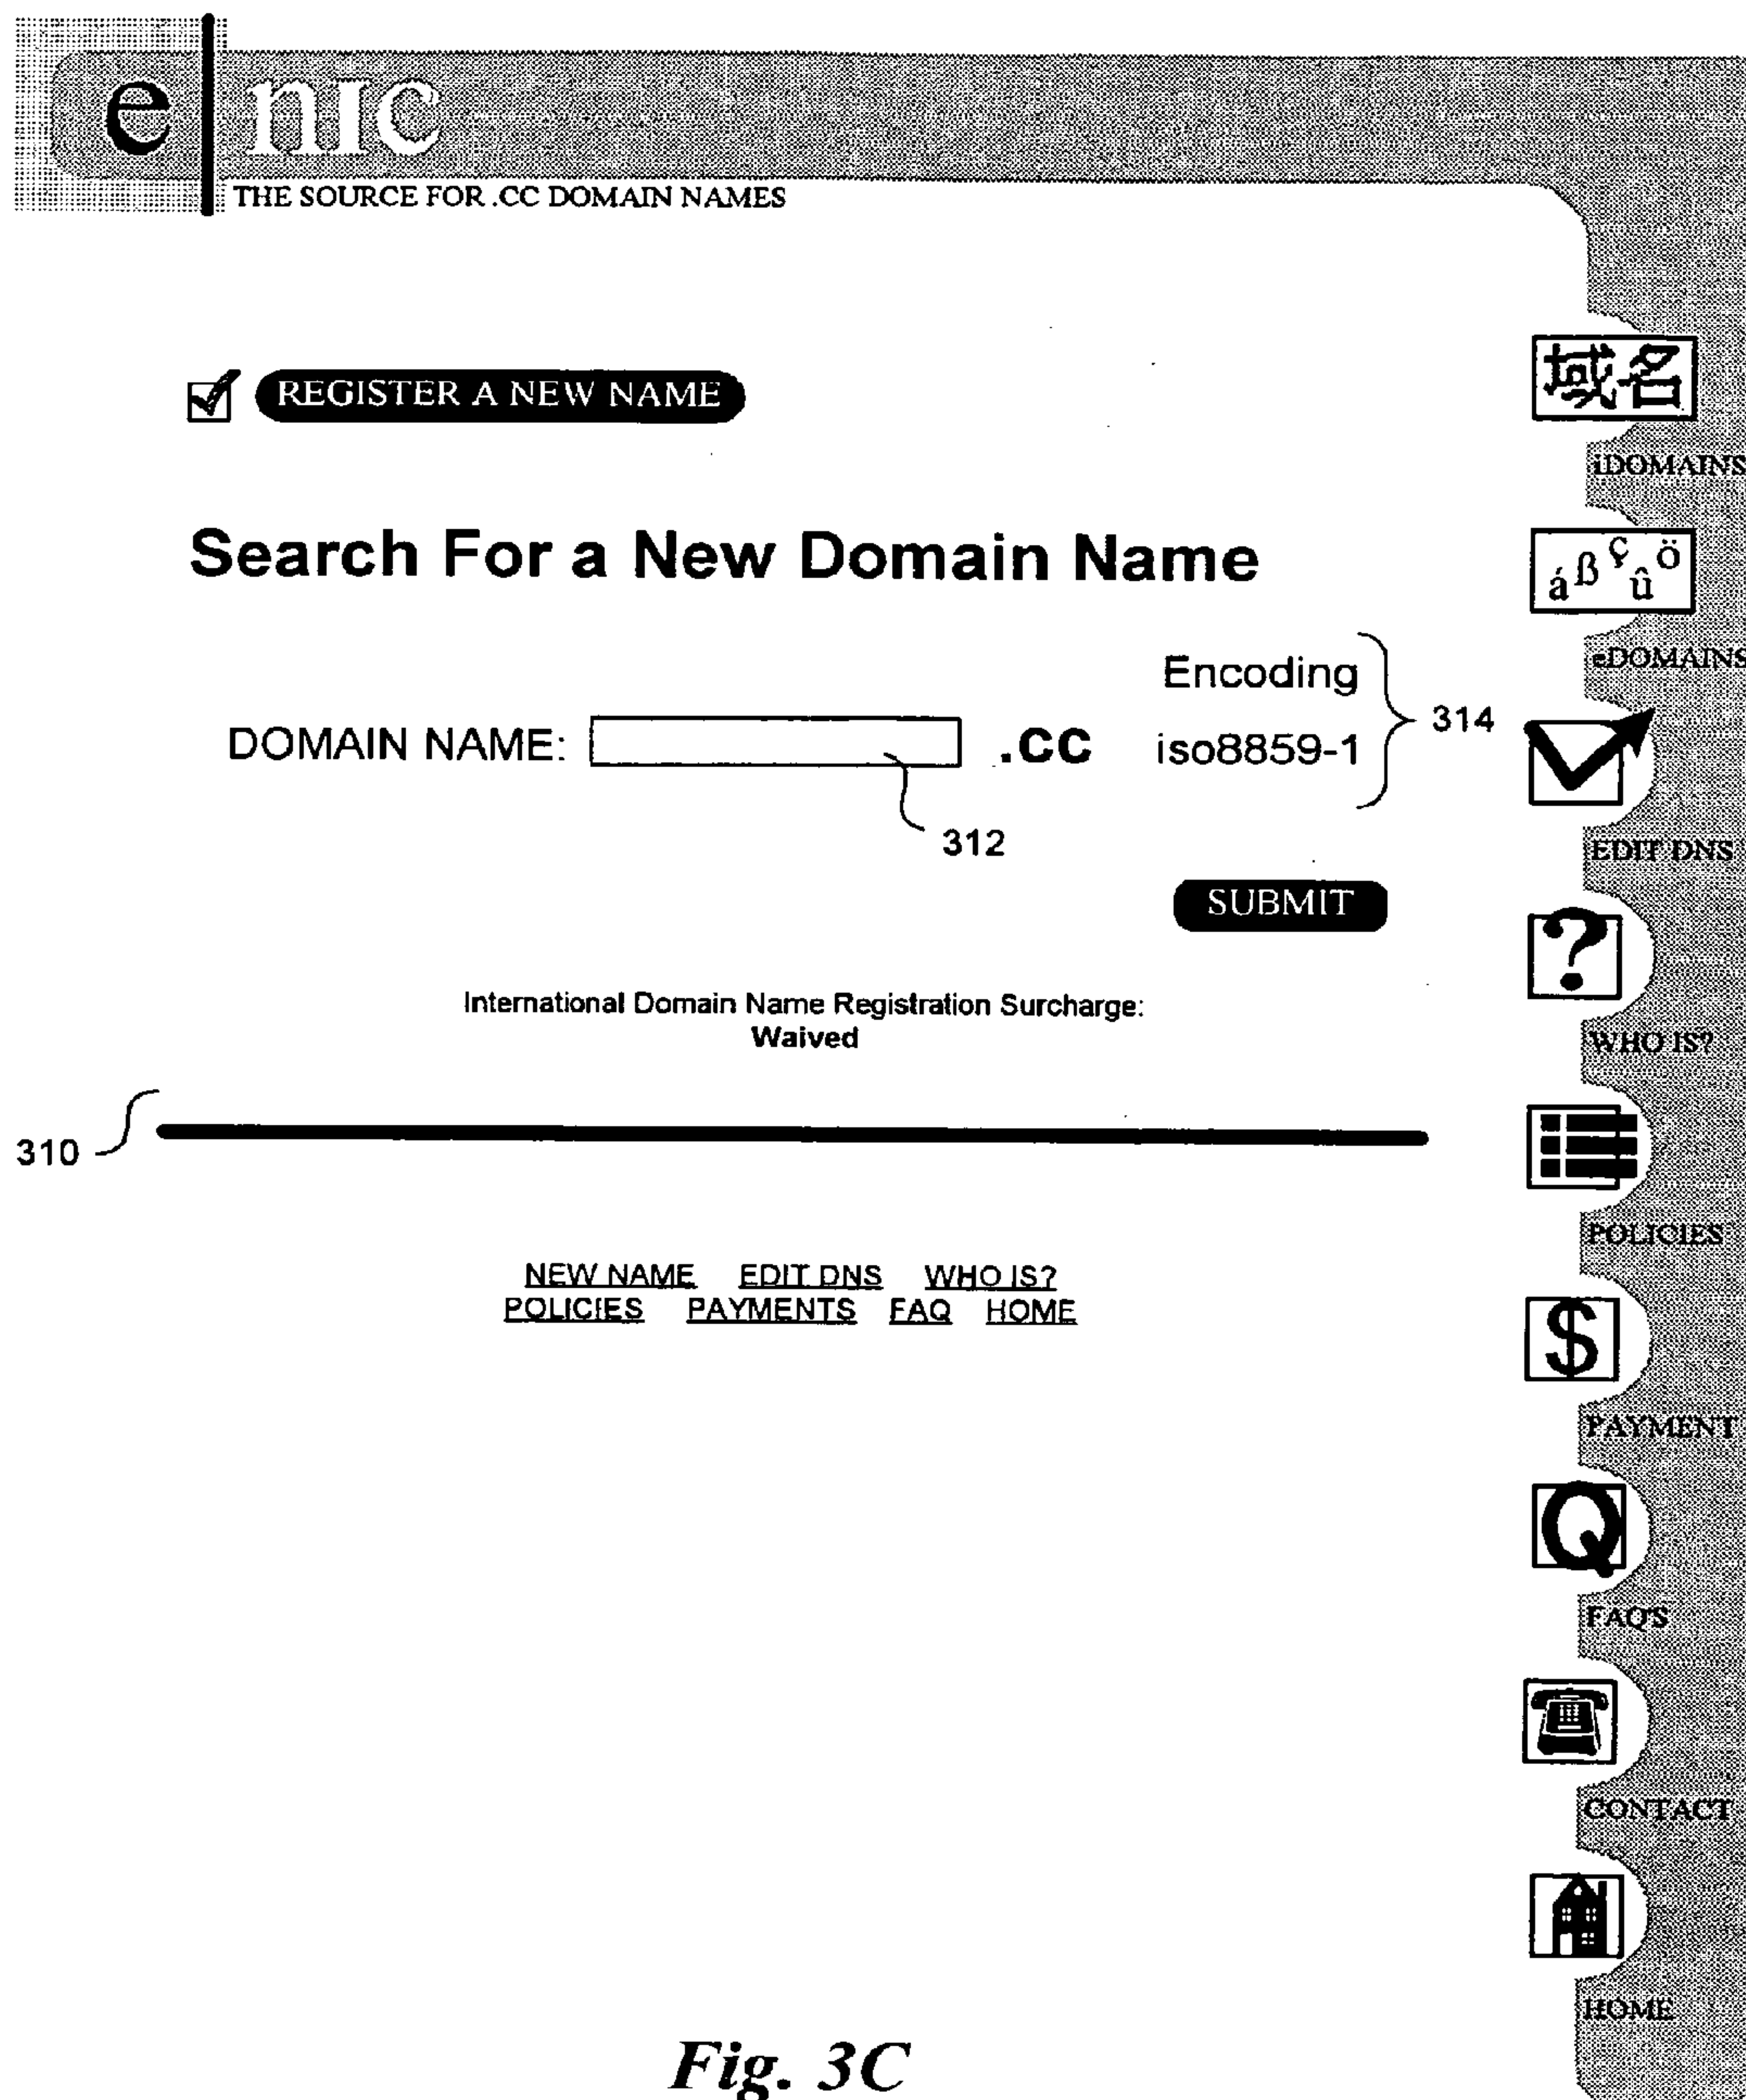 e nic
THE SOURCE FOR .CC DOMAIN NAMES
REGISTER A NEW NAME
域名
iDOMAINS
Search For a New Domain Name
á ß ç û ö
eDOMAINS
Encoding
314
DOMAIN NAME: .cc iso8859-1
312
EDIT DNS
SUBMIT
?
International Domain Name Registration Surcharge:
Waived
WHO IS?
310
POLICIES
NEW NAME EDIT DNS WHO IS?
POLICIES PAYMENTS FAQ HOME
$
PAYMENT
Q
FAQ'S
CONTACT
HOME
Fig. 3C